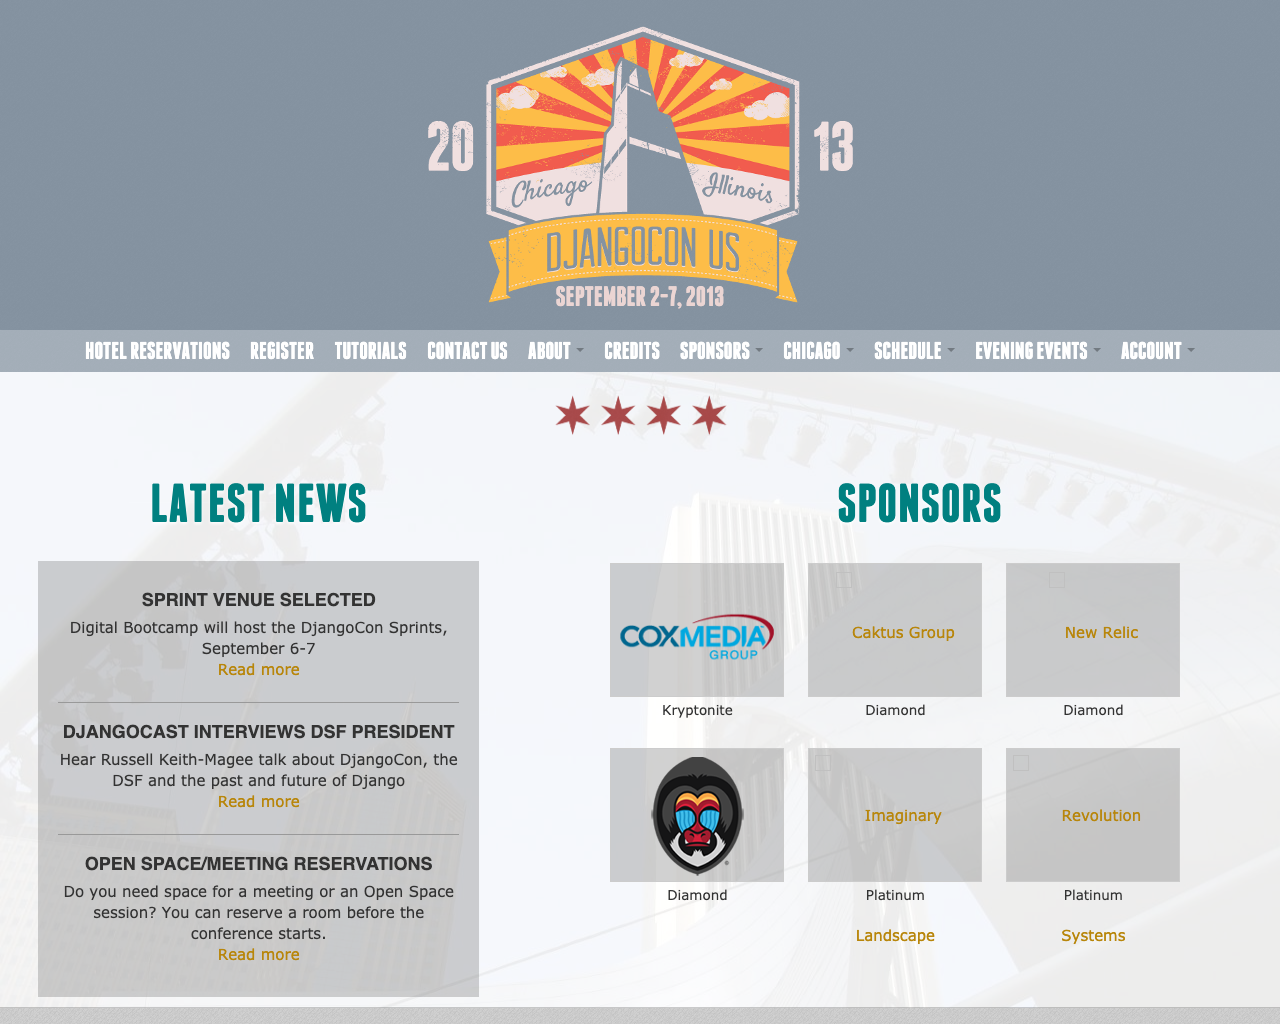 20
13
Chicago
Illinois
DJANGOCON US
SEPTEMBER 2-7, 2013
HOTEL RESERVATIONS REGISTER TUTORIALS CONTACT US ABOUT CREDITS SPONSORS CHICAGO SCHEDULE EVENING EVENTS ACCOUNT
LATEST NEWS
SPRINT VENUE SELECTED
Digital Bootcamp will host the DjangoCon Sprints,
September 6-7
Read more
DJANGOCAST INTERVIEWS DSF PRESIDENT
Hear Russell Keith-Magee talk about DjangoCon, the
DSF and the past and future of Django
Read more
OPEN SPACE/MEETING RESERVATIONS
Do you need space for a meeting or an Open Space
session? You can reserve a room before the
conference starts.
Read more
SPONSORS
COXMEDIA
GROUP
Kryptonite
Caktus Group
Diamond
New Relic
Diamond
Diamond
Imaginary
Platinum
Landscape
Revolution
Platinum
Systems